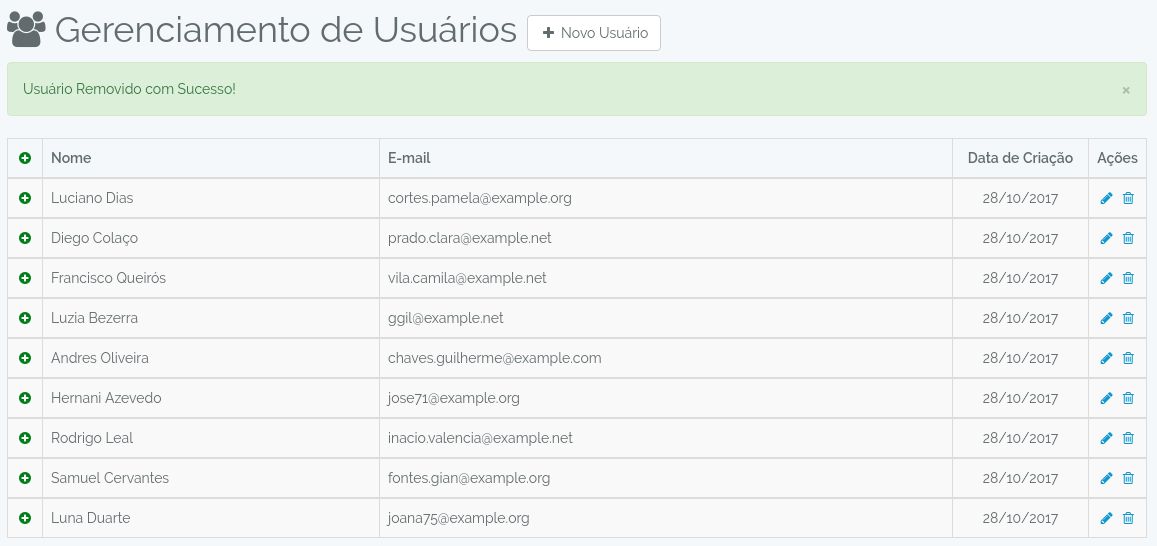 Gerenciamento de Usuários Novo Usuário
Usuário Removido com Sucesso! ×
Nome E-mail Data de Criação Ações
Luciano Dias cortes.pamela@example.org 28/10/2017
Diego Colaço prado.clara@example.net 28/10/2017
Francisco Queirós vila.camila@example.net 28/10/2017
Luzia Bezerra ggil@example.net 28/10/2017
Andres Oliveira chaves.guilherme@example.com 28/10/2017
Hernani Azevedo jose71@example.org 28/10/2017
Rodrigo Leal inacio.valencia@example.net 28/10/2017
Samuel Cervantes fontes.gian@example.org 28/10/2017
Luna Duarte joana75@example.org 28/10/2017